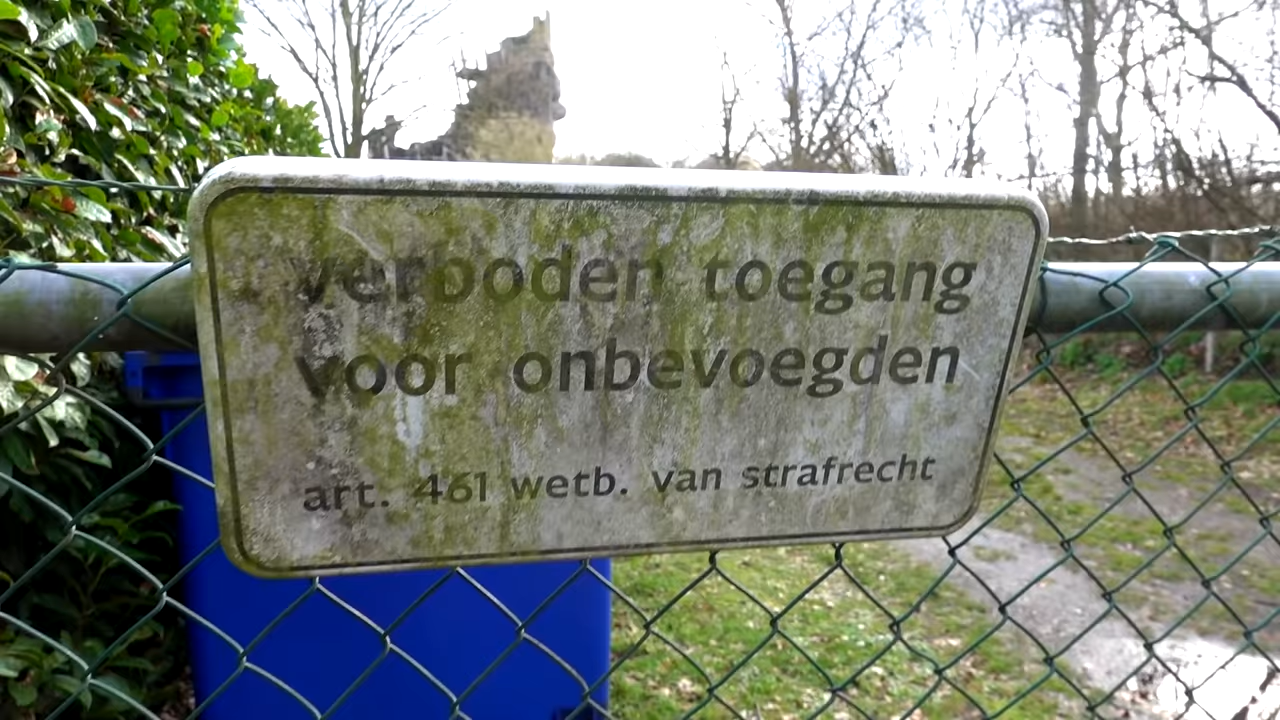 verboden toegang
voor onbevoegden
art. 461 wetb. van strafrecht